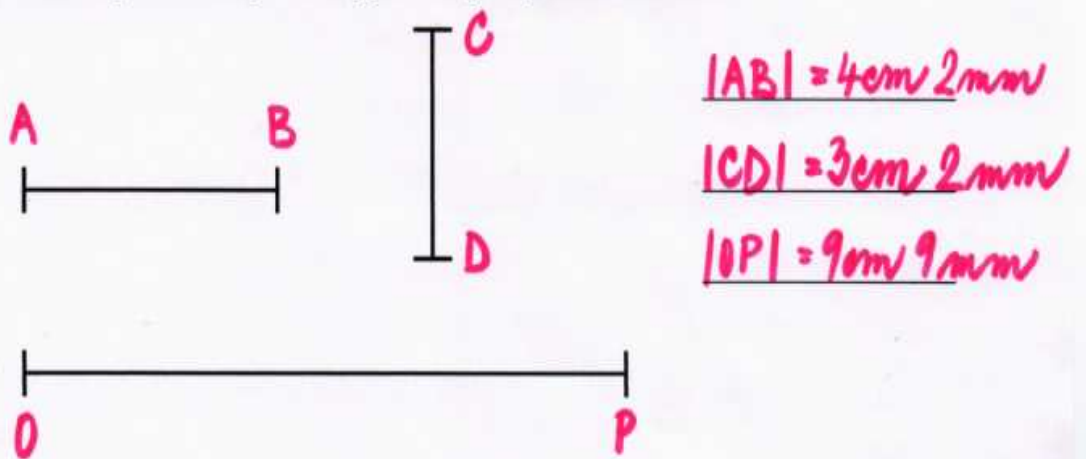 C
A B
D
O P
|AB| = 4cm 2mm
|CD| = 3cm 2mm
|OP| = 9cm 9mm